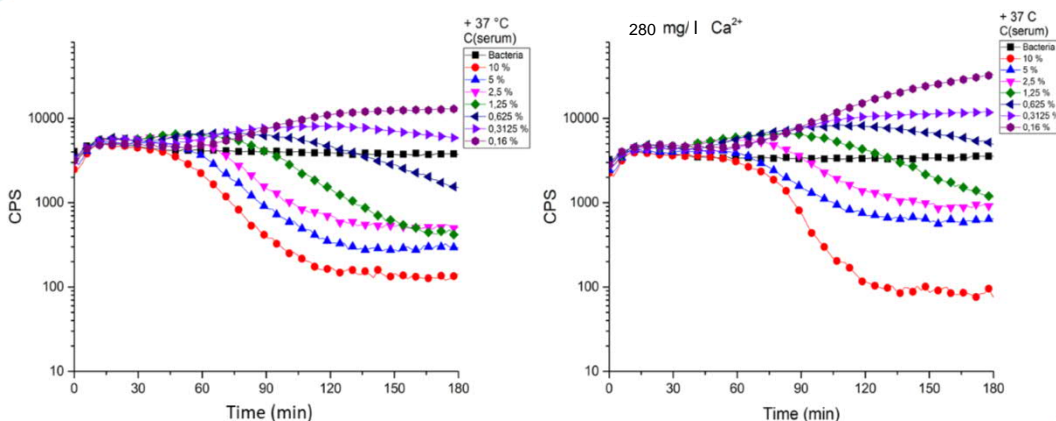 + 37 °C
C(serum)
Bacteria
10 %
5 %
2,5 %
1,25 %
0,625 %
0,3125 %
0,16 %
10000
1000
100
10
CPS
0 30 60 90 120 150 180
Time (min)
280 mg/ l Ca²⁺
+ 37 C
C(serum)
Bacteria
10 %
5 %
2,5 %
1,25 %
0,625 %
0,3125 %
0,16 %
10000
1000
100
10
CPS
0 30 60 90 120 150 180
Time (min)